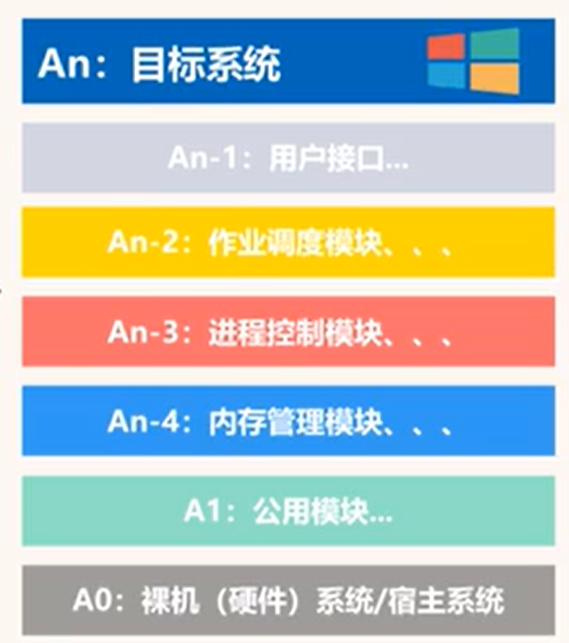 An：目标系统
An-1：用户接口...
An-2：作业调度模块、、、
An-3：进程控制模块、、、
An-4：内存管理模块、、、
A1：公用模块...
A0：裸机（硬件）系统/宿主系统